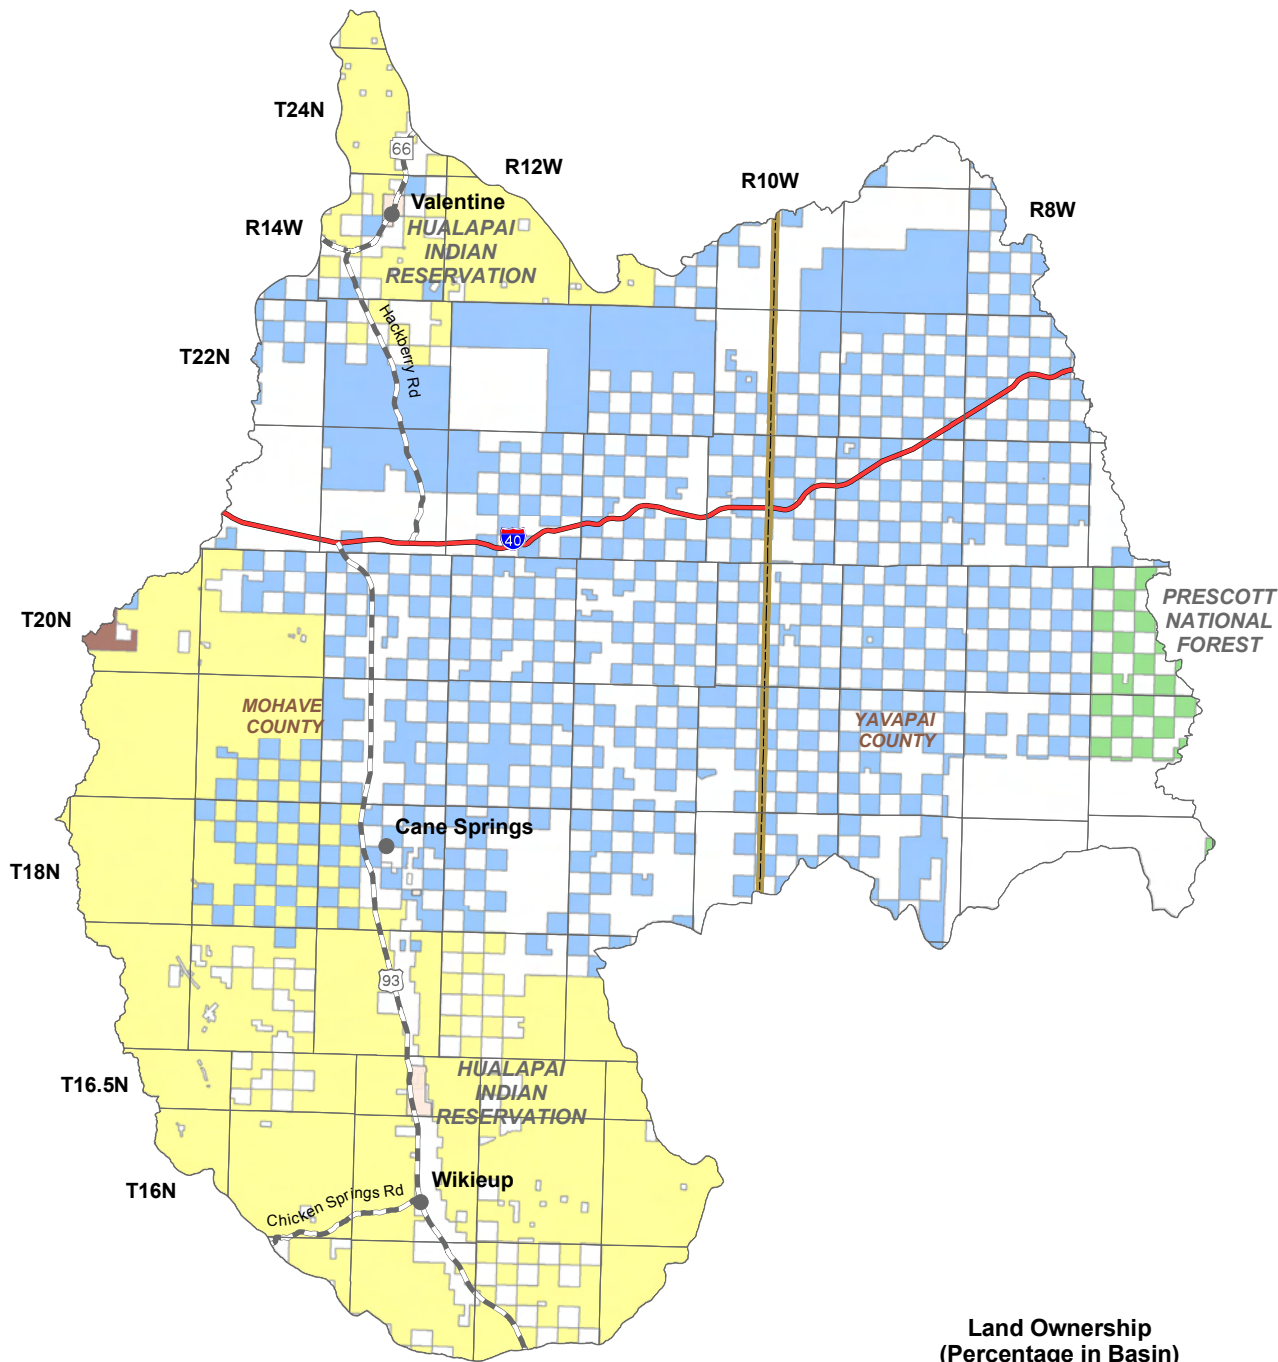 T24N
66
R12W
R10W
R8W
Valentine
R14W
HUALAPAI
INDIAN
RESERVATION
Hackberry Rd
T22N
40
T20N
PRESCOTT
NATIONAL
FOREST
MOHAVE
COUNTY
YAVAPAI
COUNTY
Cane Springs
T18N
93
HUALAPAI
INDIAN
RESERVATION
T16.5N
Wikieup
T16N
Chicken Springs Rd
Land Ownership
(Percentage in Basin)